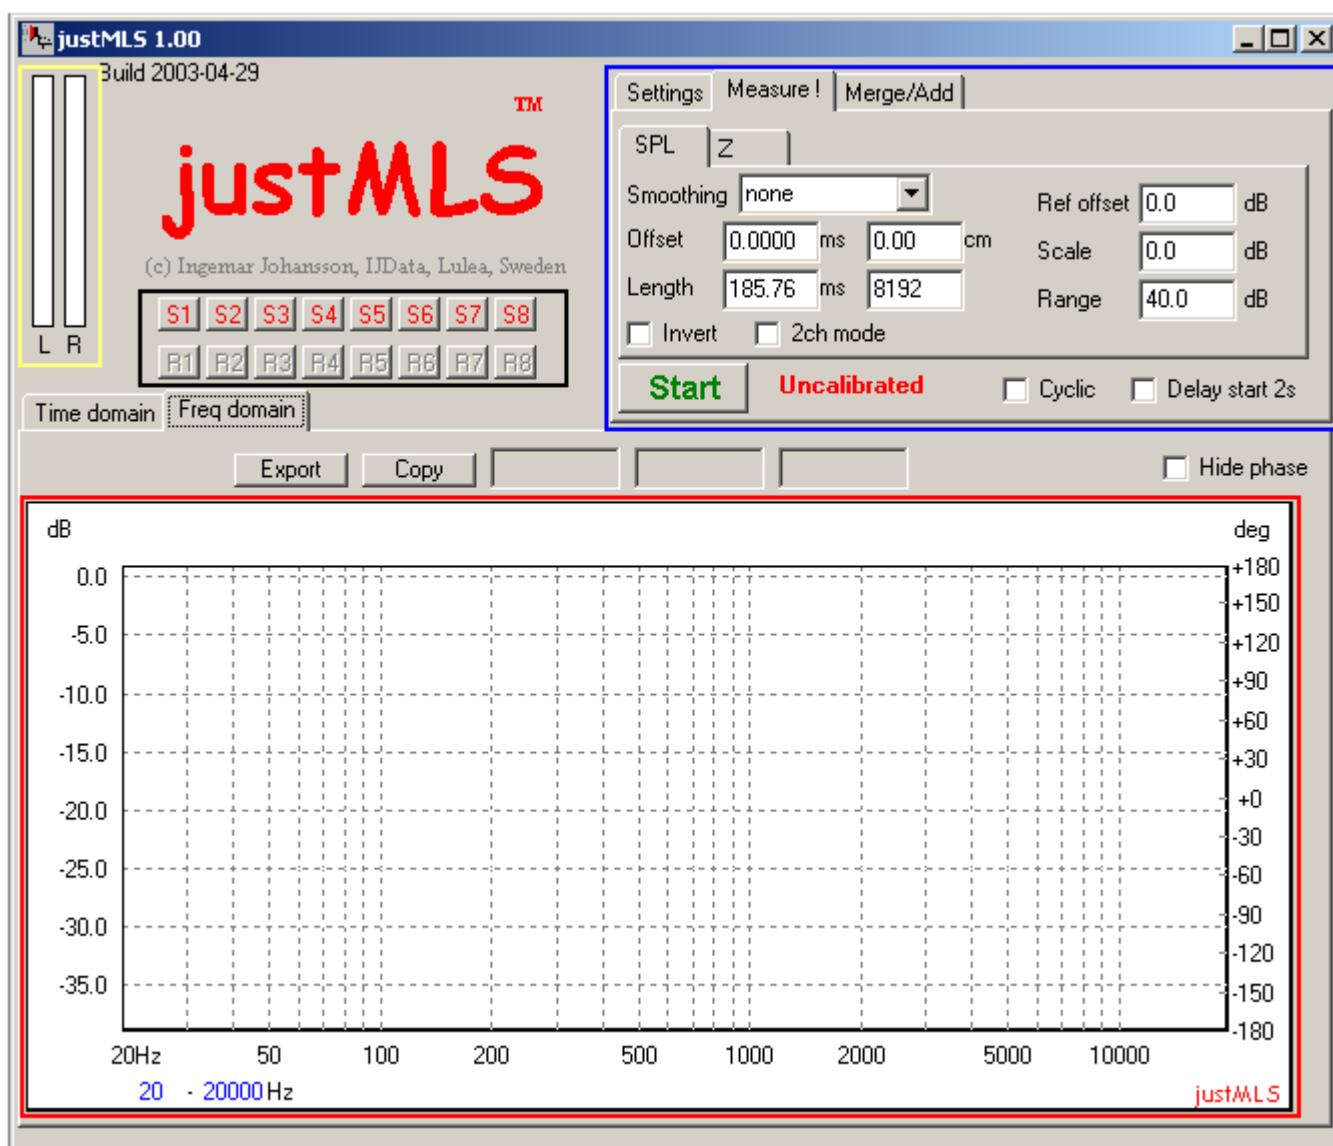 justMLS 1.00
Build 2003-04-29
L R
TM
justMLS
(c) Ingemar Johansson, IJData, Lulea, Sweden
S1 S2 S3 S4 S5 S6 S7 S8
R1 R2 R3 R4 R5 R6 R7 R8
Settings Measure ! Merge/Add
SPL Z
Smoothing none Ref offset 0.0 dB
Offset 0.0000 ms 0.00 cm Scale 0.0 dB
Length 185.76 ms 8192 Range 40.0 dB
Invert 2ch mode
Start Uncalibrated Cyclic Delay start 2s
Time domain Freq domain
Export Copy Hide phase
dB deg
0.0 +180
+150
-5.0 +120
-10.0 +90
+60
-15.0 +30
-20.0 +0
-30
-25.0 -60
-30.0 -90
-120
-35.0 -150
-180
20Hz 50 100 200 500 1000 2000 5000 10000
20 - 20000 Hz justMLS